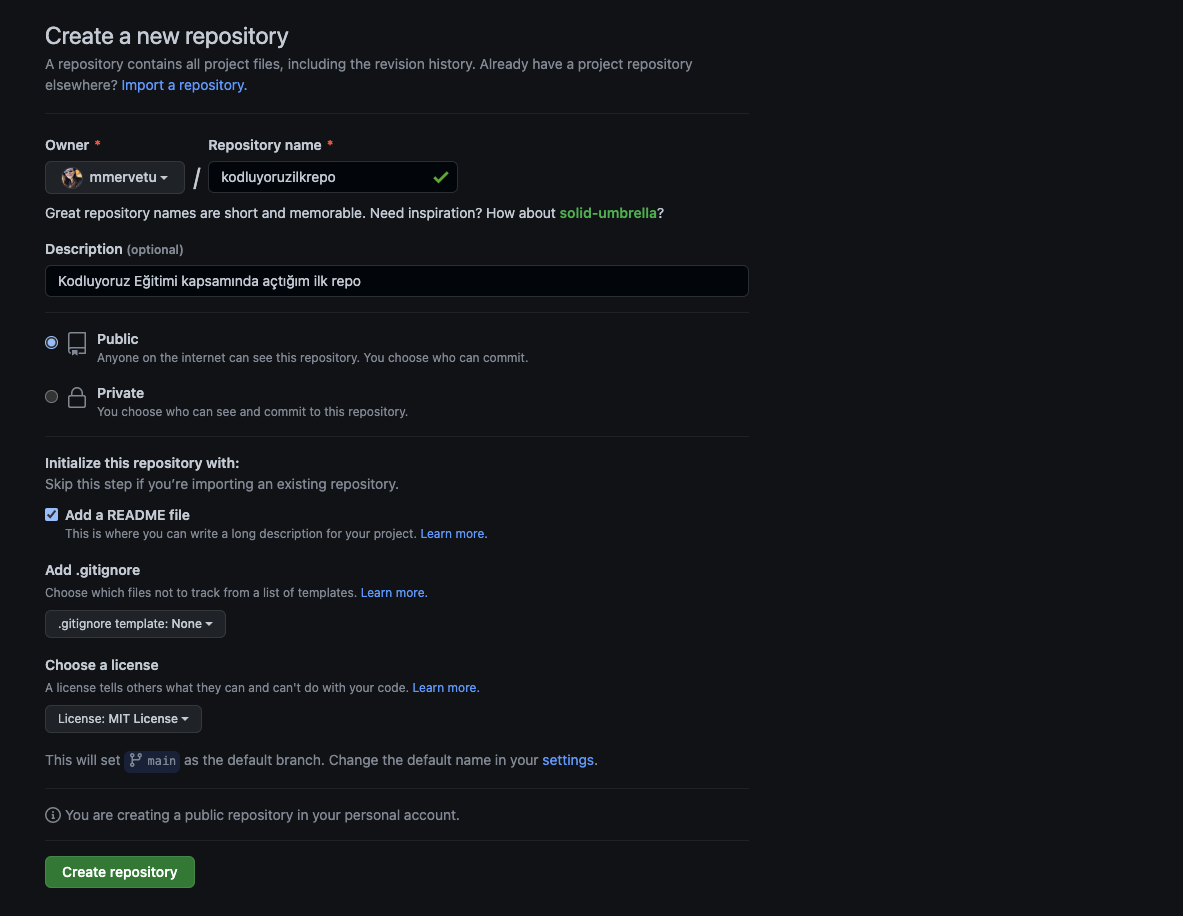 Create a new repository
A repository contains all project files, including the revision history. Already have a project repository
elsewhere? Import a repository.
Owner * Repository name *
mmervetu / kodluyoruzilkrepo
Great repository names are short and memorable. Need inspiration? How about solid-umbrella?
Description (optional)
Kodluyoruz Eğitimi kapsamında açtığım ilk repo
Public
Anyone on the internet can see this repository. You choose who can commit.
Private
You choose who can see and commit to this repository.
Initialize this repository with:
Skip this step if you’re importing an existing repository.
Add a README file
This is where you can write a long description for your project. Learn more.
Add .gitignore
Choose which files not to track from a list of templates. Learn more.
.gitignore template: None
Choose a license
A license tells others what they can and can't do with your code. Learn more.
License: MIT License
This will set main as the default branch. Change the default name in your settings.
You are creating a public repository in your personal account.
Create repository